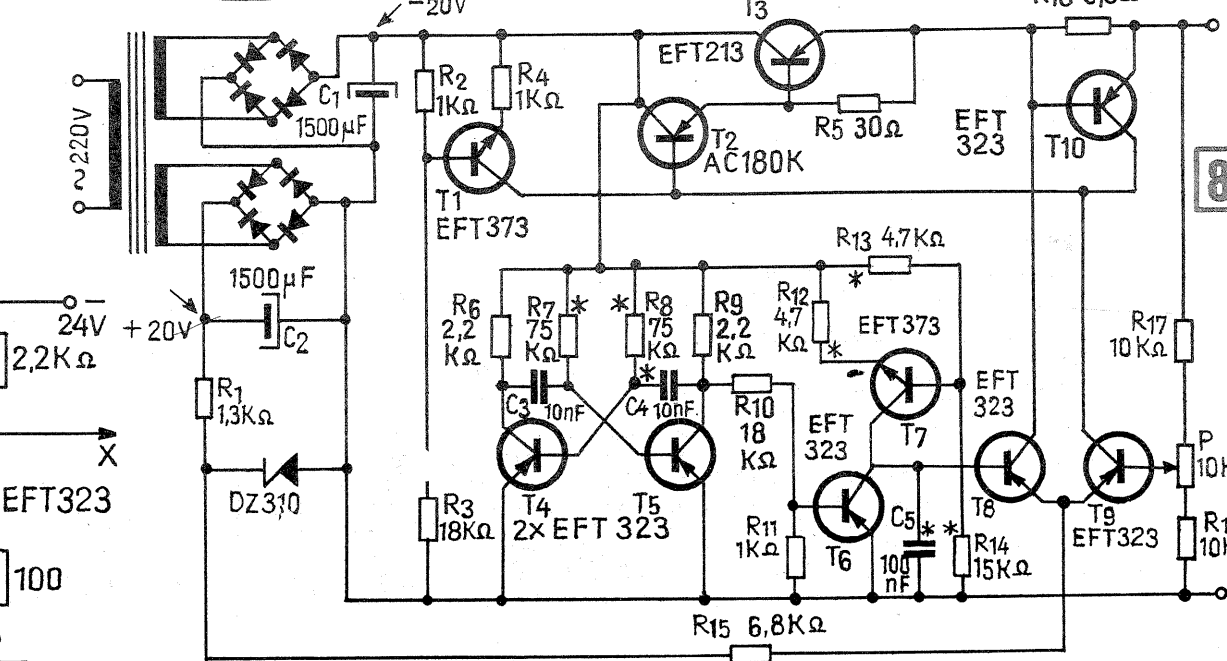 −20V
T3
EFT213
R2
1KΩ
R4
1KΩ
C1
1500µF
~220V
R5 30Ω
EFT
323
T10
T2
AC180K
T1
EFT373
8
1500µF
+20V
C2
24V
−
2,2KΩ
R1
1,3KΩ
X
DZ310
EFT323
100
R3
18KΩ
R6
2,2
KΩ
R7 *
75
KΩ
* R8
75
KΩ
R9
2,2
KΩ
C3
10nF
*
C4
10nF
T4
T5
2x EFT 323
R10
18
KΩ
R11
1KΩ
R13 4,7KΩ
*
R12
4,7
KΩ
*
EFT373
T7
EFT
323
T6
C5
* *
100
nF
R14
15KΩ
EFT
323
T8
T9
EFT323
R17
10KΩ
P
R15 6,8KΩ